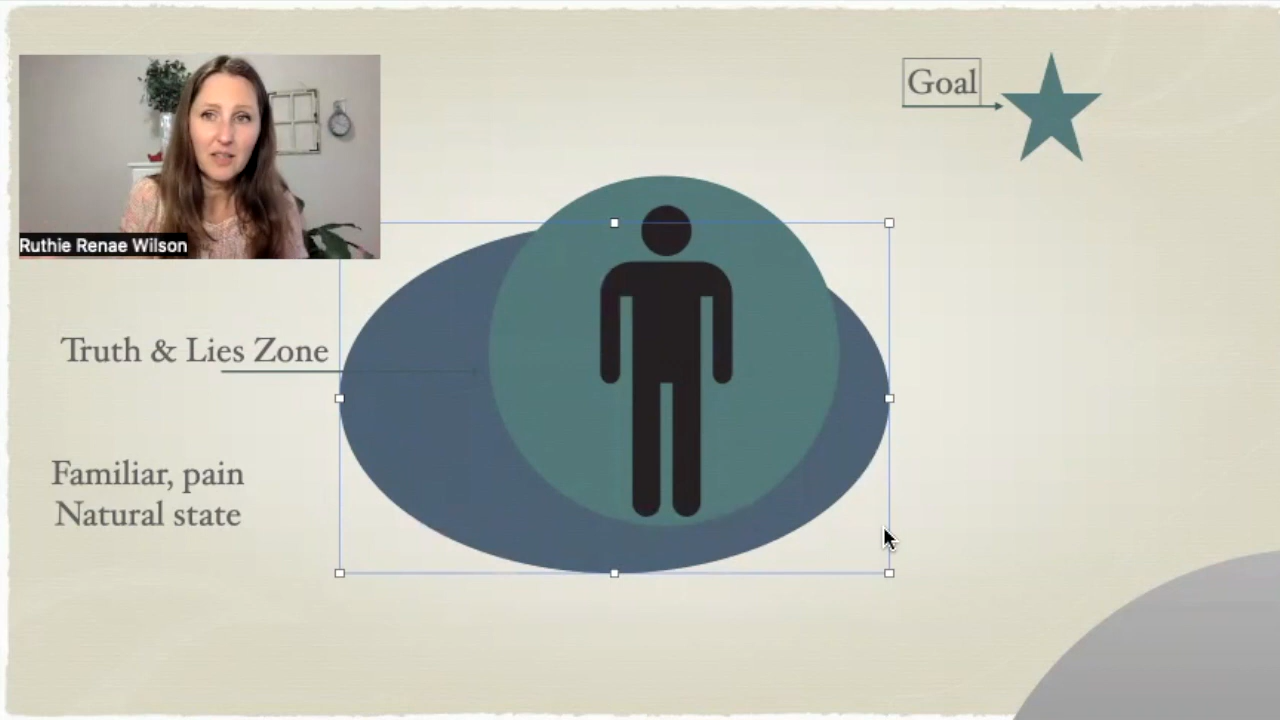 Goal
Ruthie Renae Wilson
Truth & Lies Zone
Familiar, pain
Natural state